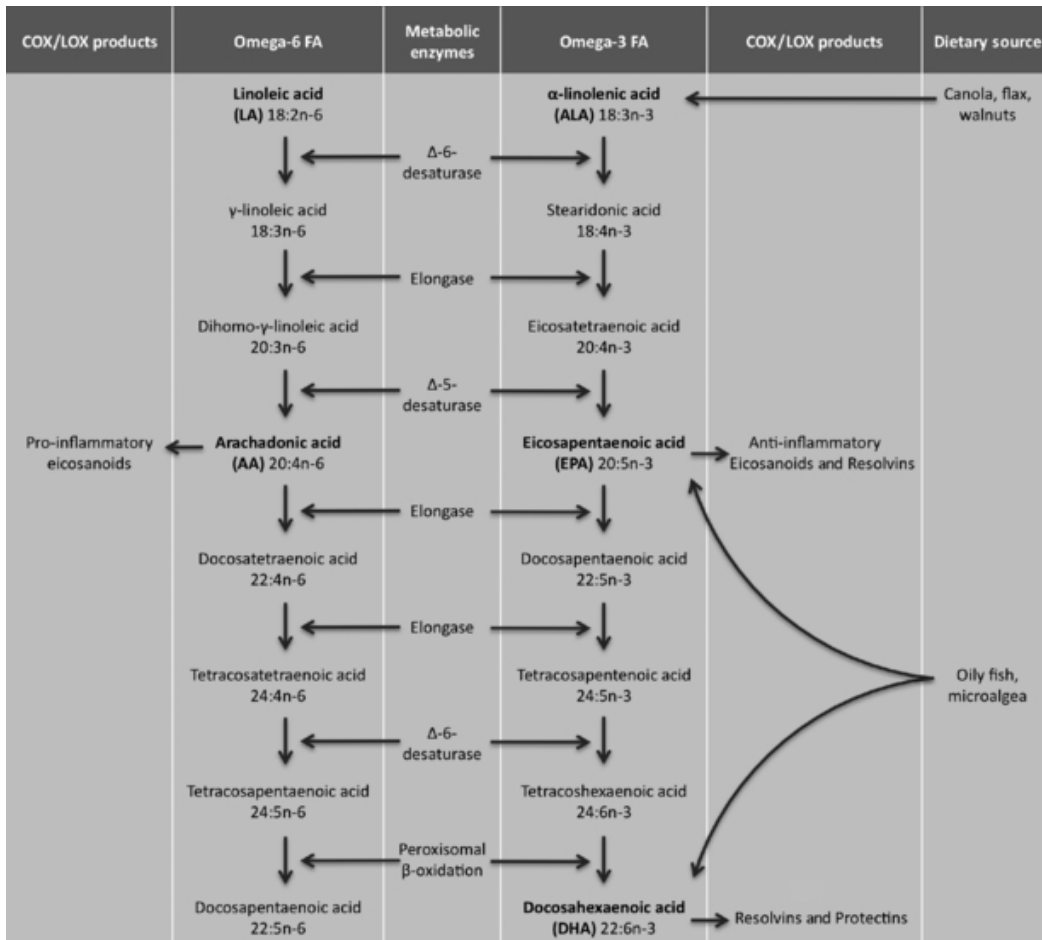 COX/LOX products
Omega-6 FA
Metabolic
enzymes
Omega-3 FA
COX/LOX products
Dietary source
Linoleic acid
(LA) 18:2n-6
α-linolenic acid
(ALA) 18:3n-3
Canola, flax,
walnuts
Δ-6-
desaturase
γ-linoleic acid
18:3n-6
Stearidonic acid
18:4n-3
Elongase
Dihomo-γ-linoleic acid
20:3n-6
Eicosatetraenoic acid
20:4n-3
Δ-5-
desaturase
Pro-inflammatory
eicosanoids
Arachadonic acid
(AA) 20:4n-6
Eicosapentaenoic acid
(EPA) 20:5n-3
Anti-inflammatory
Eicosanoids and Resolvins
Elongase
Docosatetraenoic acid
22:4n-6
Docosapentaenoic acid
22:5n-3
Elongase
Tetracosatetraenoic acid
24:4n-6
Tetracosapentenoic acid
24:5n-3
Oily fish,
microalgea
Δ-6-
desaturase
Tetracosapentaenoic acid
24:5n-6
Tetracoshexaenoic acid
24:6n-3
Peroxisomal
β-oxidation
Docosapentaenoic acid
22:5n-6
Docosahexaenoic acid
(DHA) 22:6n-3
Resolvins and Protectins